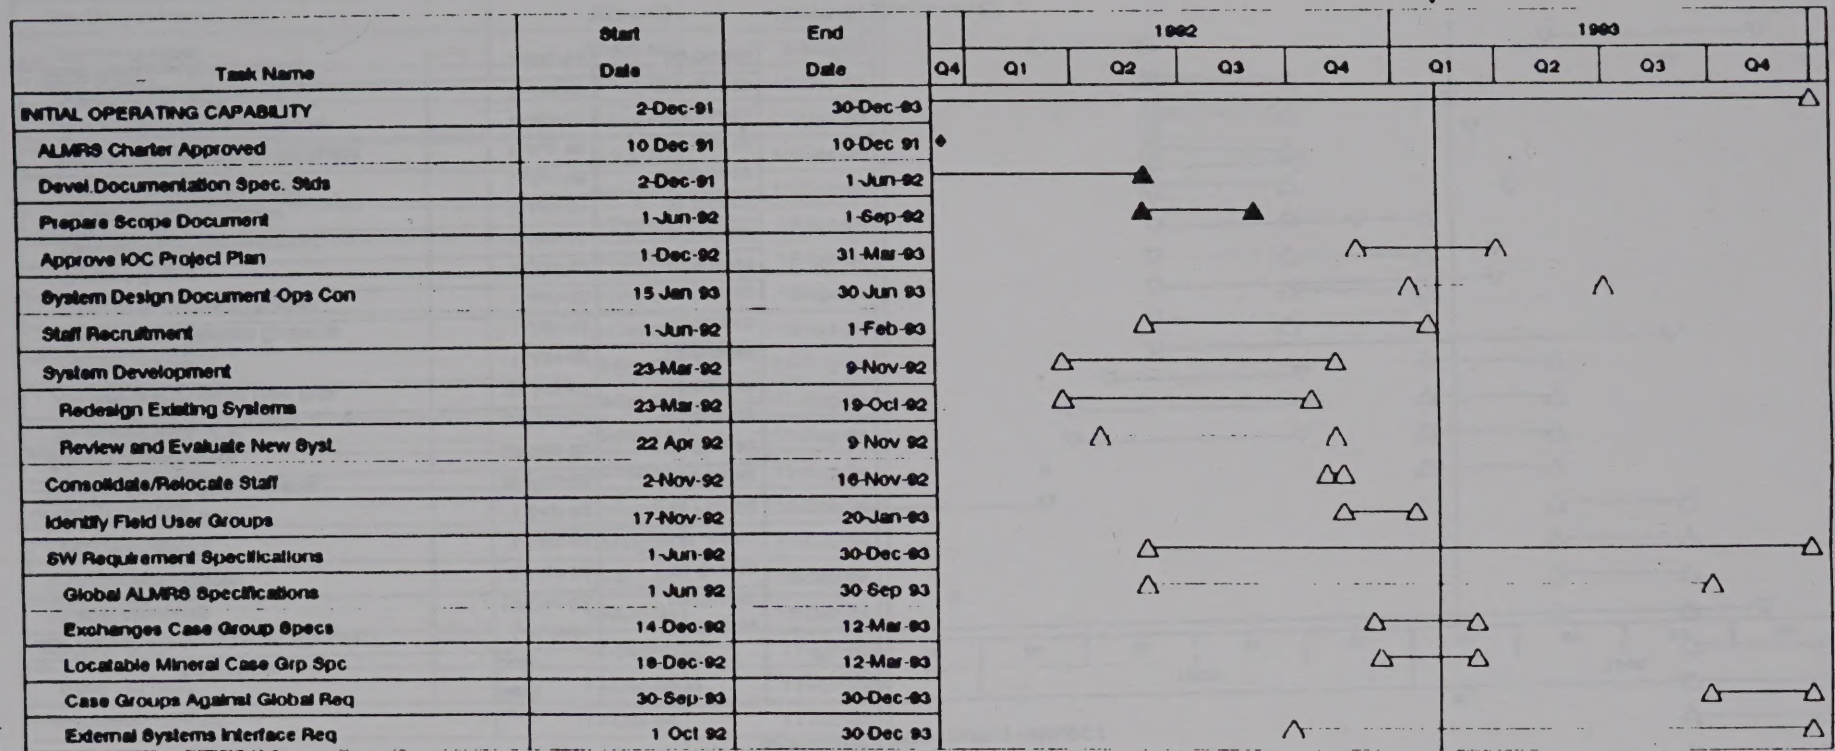 Start End 1992 1993
Task Name Date Date Q4 Q1 Q2 Q3 Q4 Q1 Q2 Q3 Q4
INITIAL OPERATING CAPABILITY 2-Dec-91 30-Dec-93
ALMRS Charter Approved 10 Dec 91 10-Dec 91
Devel.Documentation Spec. Stds 2-Dec-91 1-Jun-92
Prepare Scope Document 1-Jun-92 1-Sep-92
Approve IOC Project Plan 1-Dec-92 31-Mar-93
System Design Document-Ops Con 15 Jan 93 30 Jun 93
Staff Recruitment 1-Jun-92 1-Feb-93
System Development 23-Mar-92 9-Nov-92
Redesign Existing Systems 23-Mar-92 19-Oct-92
Review and Evaluate New Syst. 22 Apr 92 9 Nov 92
Consolidate/Relocate Staff 2-Nov-92 16-Nov-92
Identify Field User Groups 17-Nov-92 20-Jan-93
SW Requirement Specifications 1-Jun-92 30-Dec-93
Global ALMRS Specifications 1 Jun 92 30 Sep 93
Exchanges Case Group Specs 14-Dec-92 12-Mar-93
Locatable Mineral Case Grp Spc 12-Mar-93
Case Groups Against Global Req 30-Sep-93 30-Dec-93
External Systems Interface Req 1 Oct 92 30 Dec 93